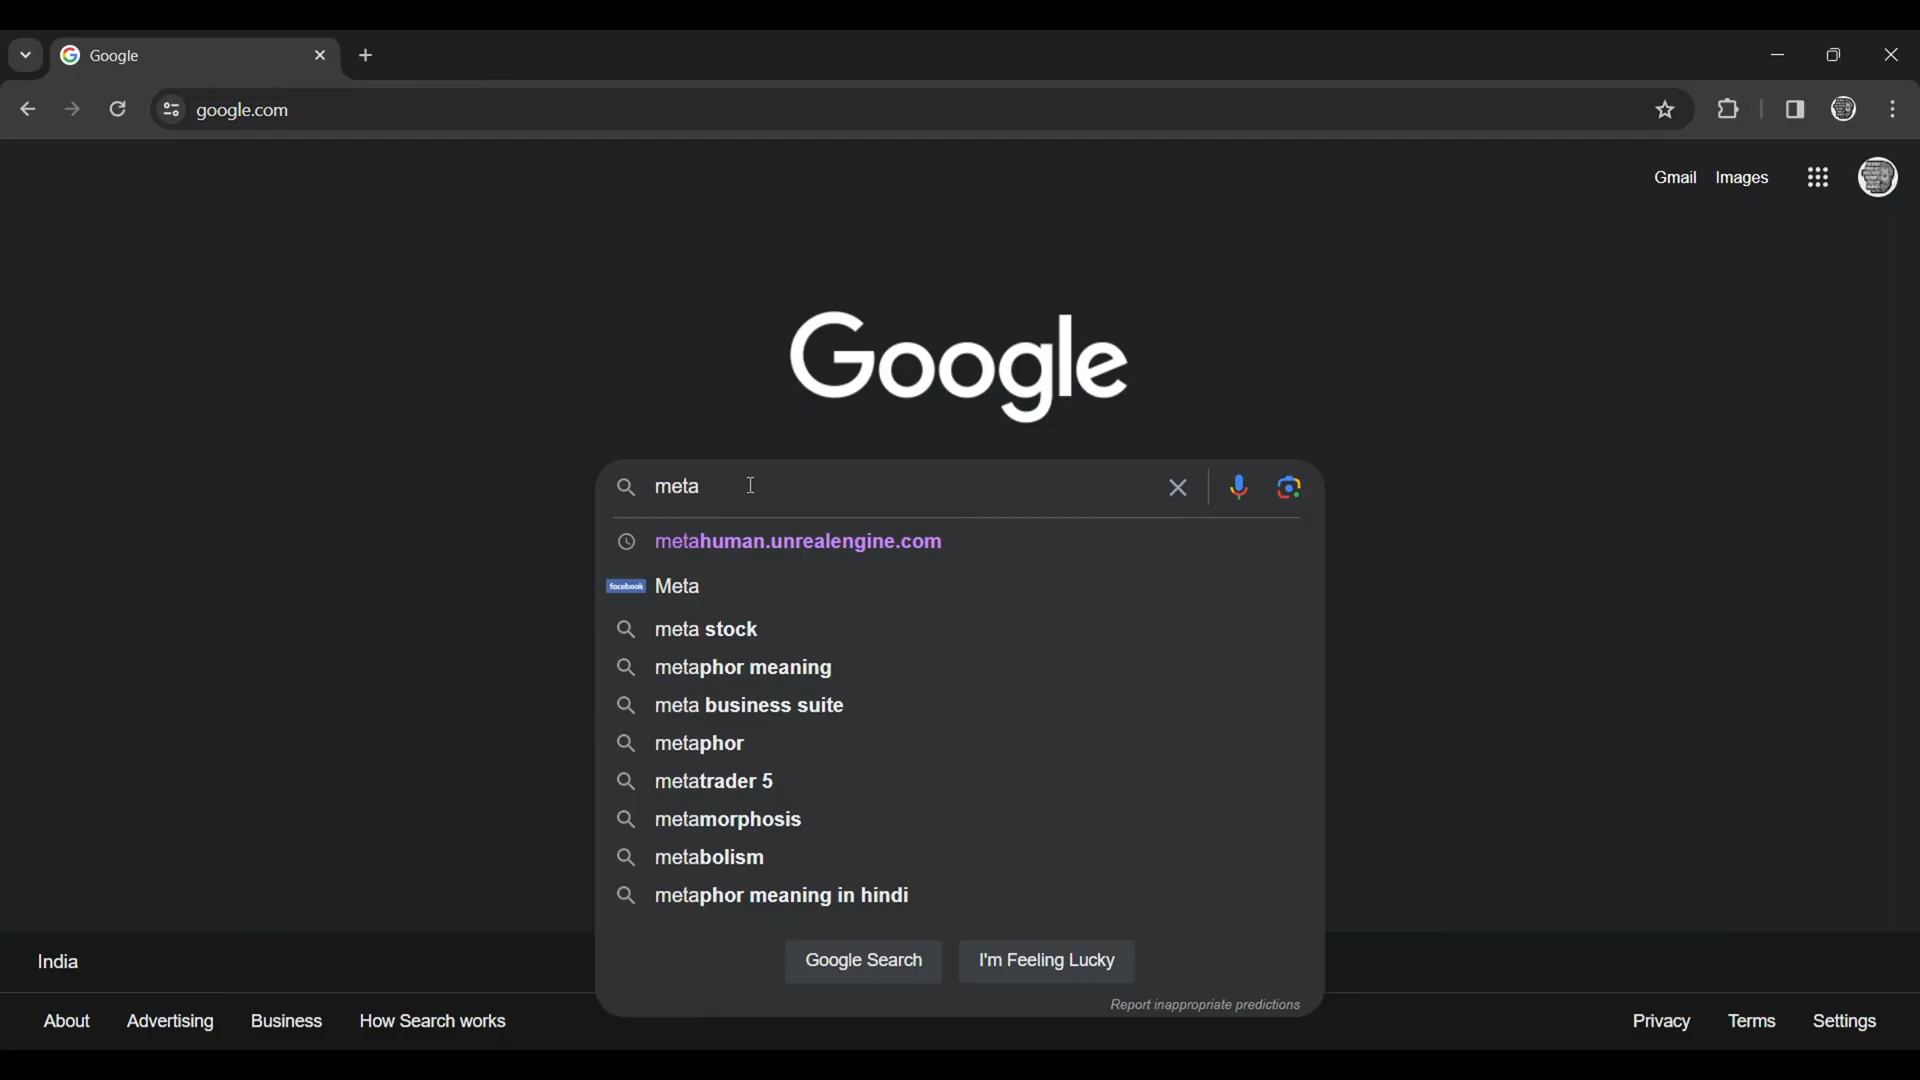 Google
google.com
Gmail Images
Google
meta
metahuman.unrealengine.com
facebook Meta
meta stock
metaphor meaning
meta business suite
metaphor
metatrader 5
metamorphosis
metabolism
metaphor meaning in hindi
Google Search I'm Feeling Lucky
Report inappropriate predictions
India
About Advertising Business How Search works Privacy Terms Settings